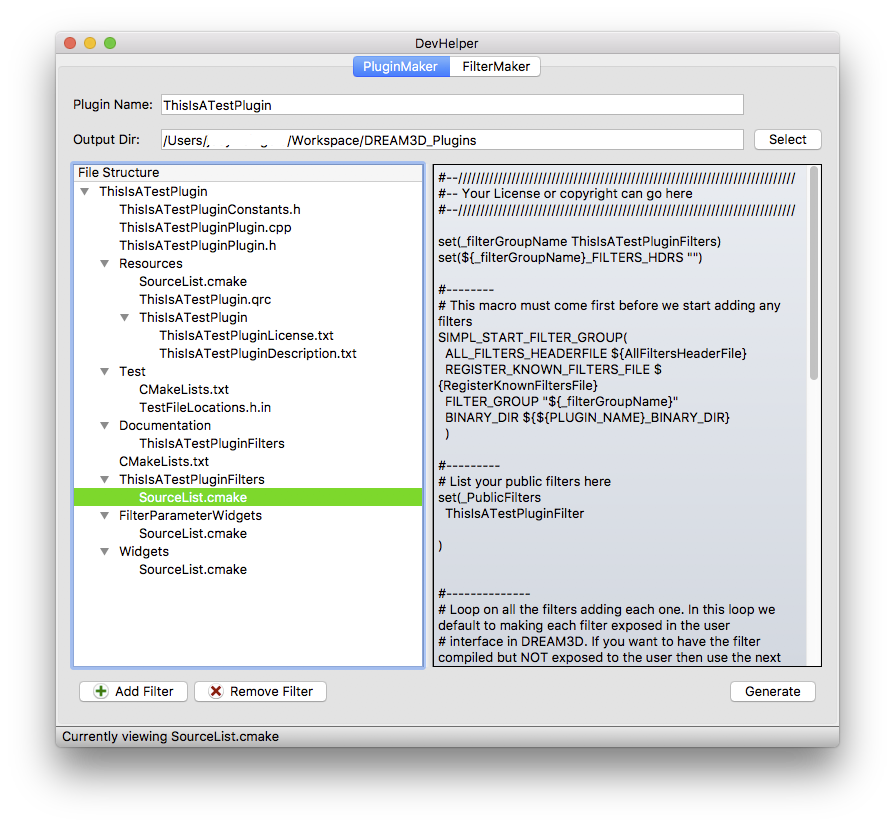 DevHelper
PluginMaker
FilterMaker
Plugin Name:
ThisIsATestPlugin
Output Dir:
/Users/ /Workspace/DREAM3D_Plugins
Select
File Structure
ThisIsATestPlugin
ThisIsATestPluginConstants.h
ThisIsATestPluginPlugin.cpp
ThisIsATestPluginPlugin.h
Resources
SourceList.cmake
ThisIsATestPlugin.qrc
ThisIsATestPlugin
ThisIsATestPluginLicense.txt
ThisIsATestPluginDescription.txt
Test
CMakeLists.txt
TestFileLocations.h.in
Documentation
ThisIsATestPluginFilters
CMakeLists.txt
ThisIsATestPluginFilters
SourceList.cmake
FilterParameterWidgets
SourceList.cmake
Widgets
SourceList.cmake
#--///////////////////////////////////////////////////////////////////////////
#-- Your License or copyright can go here
#--///////////////////////////////////////////////////////////////////////////
set(_filterGroupName ThisIsATestPluginFilters)
set(${_filterGroupName}_FILTERS_HDRS "")
#--------
# This macro must come first before we start adding any
filters
SIMPL_START_FILTER_GROUP(
ALL_FILTERS_HEADERFILE ${AllFiltersHeaderFile}
REGISTER_KNOWN_FILTERS_FILE $
{RegisterKnownFiltersFile}
FILTER_GROUP "${_filterGroupName}"
BINARY_DIR ${${PLUGIN_NAME}_BINARY_DIR}
)
#---------
# List your public filters here
set(_PublicFilters
ThisIsATestPluginFilter
)
#--------------
# Loop on all the filters adding each one. In this loop we
default to making each filter exposed in the user
# interface in DREAM3D. If you want to have the filter
compiled but NOT exposed to the user then use the next
Add Filter
Remove Filter
Generate
Currently viewing SourceList.cmake